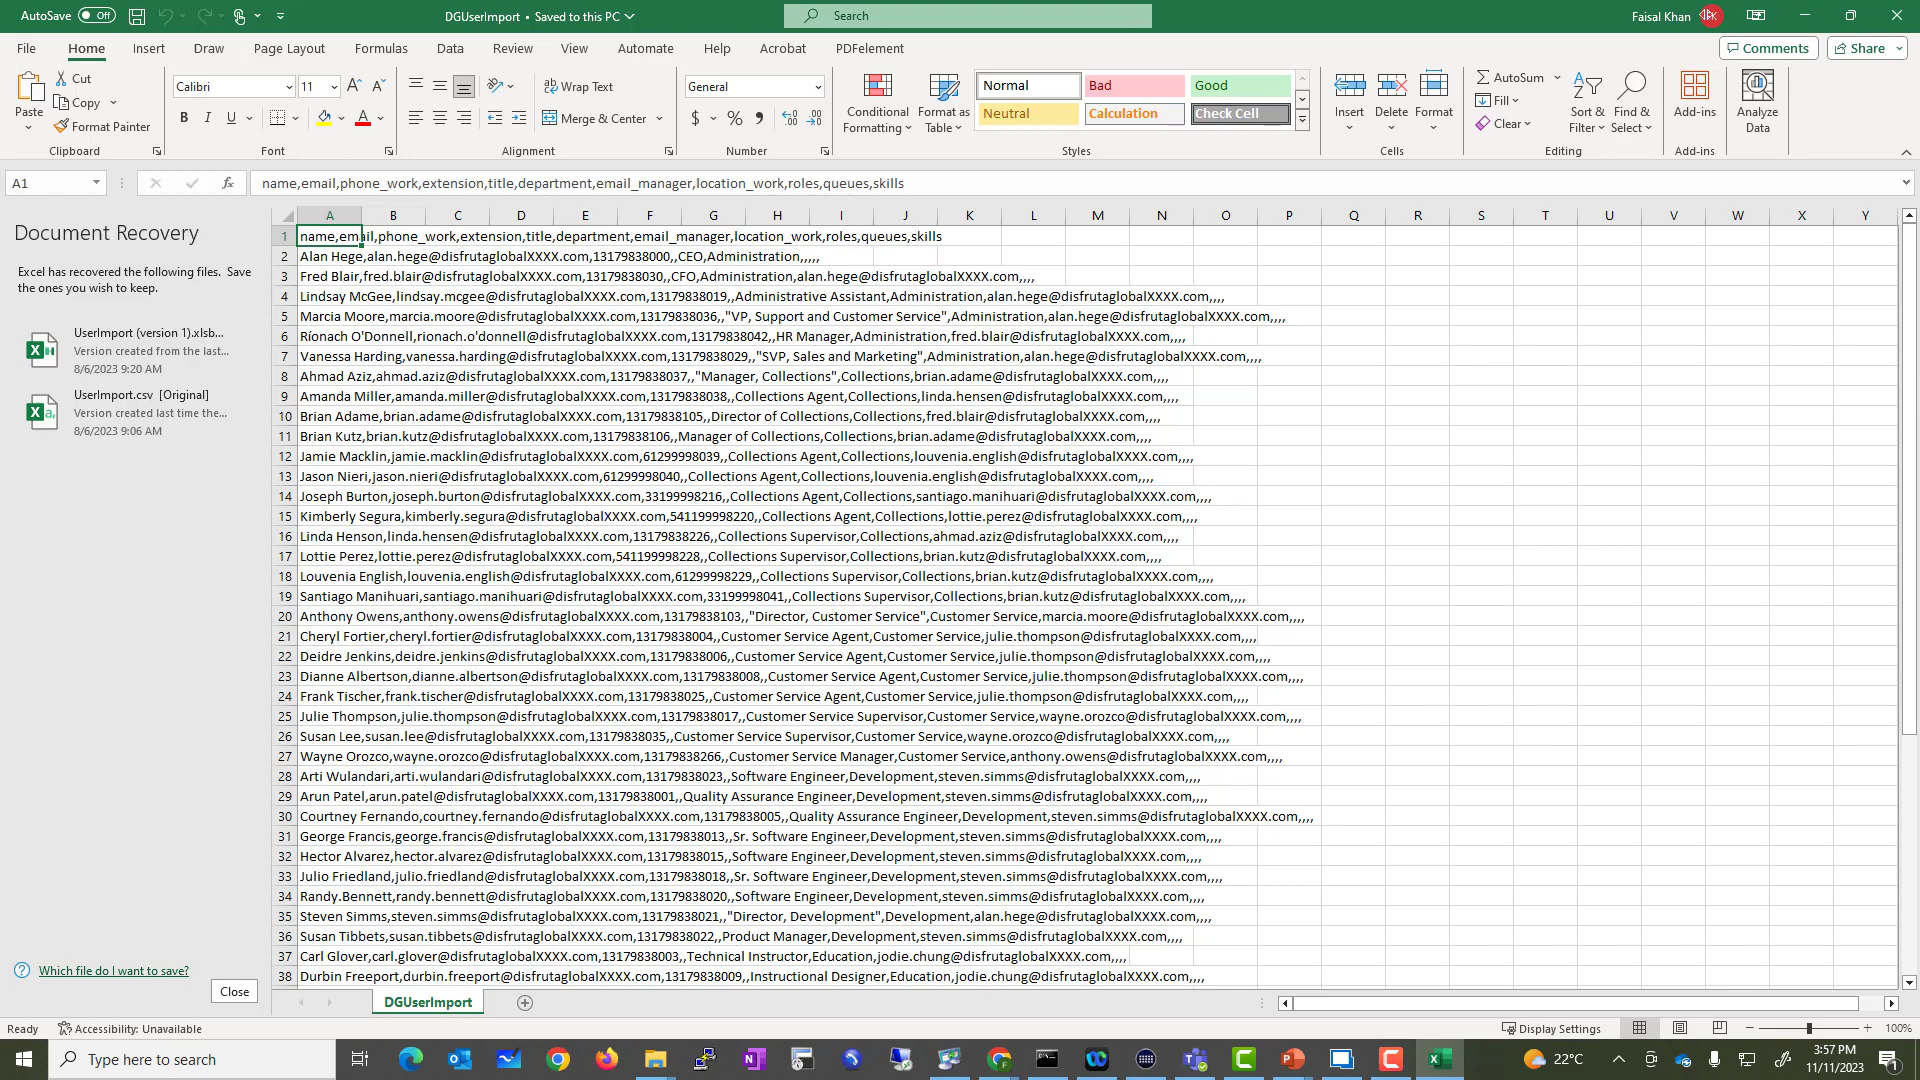 AutoSave Off
DGUserImport • Saved to this PC
Search
Faisal Khan
File Home Insert Draw Page Layout Formulas Data Review View Automate Help Acrobat PDFelement
Comments Share
Paste
Cut
Copy
Format Painter
Clipboard
Calibri 11
B I U
Font
Wrap Text
Merge & Center
Alignment
General
$ % 9
Number
Conditional Formatting
Format as Table
Normal Bad Good
Neutral Calculation Check Cell
Styles
Insert Delete Format
Cells
AutoSum
Fill
Clear
Sort & Filter
Find & Select
Editing
Add-ins
Add-ins
Analyze Data
A1
fx
name,email,phone_work,extension,title,department,email_manager,location_work,roles,queues,skills
Document Recovery
Excel has recovered the following files. Save
the ones you wish to keep.
UserImport (version 1).xlsb...
Version created from the last...
8/6/2023 9:20 AM
UserImport.csv [Original]
Version created last time the...
8/6/2023 9:06 AM
Which file do I want to save?
Close
A B C D E F G H I J K L M N O P Q R S T U V W X Y
1 name,email,phone_work,extension,title,department,email_manager,location_work,roles,queues,skills
2 Alan Hege,alan.hege@disfrutaglobalXXXX.com,13179838000,,CEO,Administration,,,,,
3 Fred Blair,fred.blair@disfrutaglobalXXXX.com,13179838030,,CFO,Administration,alan.hege@disfrutaglobalXXXX.com,,,,
4 Lindsay McGee,lindsay.mcgee@disfrutaglobalXXXX.com,13179838019,,Administrative Assistant,Administration,alan.hege@disfrutaglobalXXXX.com,,,,
5 Marcia Moore,marcia.moore@disfrutaglobalXXXX.com,13179838036,,"VP, Support and Customer Service",Administration,alan.hege@disfrutaglobalXXXX.com,,,,
6 Ríonach O'Donnell,rionach.o'donnell@disfrutaglobalXXXX.com,13179838042,,HR Manager,Administration,fred.blair@disfrutaglobalXXXX.com,,,,
7 Vanessa Harding,vanessa.harding@disfrutaglobalXXXX.com,13179838029,,"SVP, Sales and Marketing",Administration,alan.hege@disfrutaglobalXXXX.com,,,,
8 Ahmad Aziz,ahmad.aziz@disfrutaglobalXXXX.com,13179838037,,"Manager, Collections",Collections,brian.adame@disfrutaglobalXXXX.com,,,,
9 Amanda Miller,amanda.miller@disfrutaglobalXXXX.com,13179838038,,Collections Agent,Collections,linda.hensen@disfrutaglobalXXXX.com,,,,
10 Brian Adame,brian.adame@disfrutaglobalXXXX.com,13179838105,,Director of Collections,Collections,fred.blair@disfrutaglobalXXXX.com,,,,
11 Brian Kutz,brian.kutz@disfrutaglobalXXXX.com,13179838106,,Manager of Collections,Collections,brian.adame@disfrutaglobalXXXX.com,,,,
12 Jamie Macklin,jamie.macklin@disfrutaglobalXXXX.com,61299998039,,Collections Agent,Collections,louvenia.english@disfrutaglobalXXXX.com,,,,
13 Jason Nieri,jason.nieri@disfrutaglobalXXXX.com,61299998040,,Collections Agent,Collections,louvenia.english@disfrutaglobalXXXX.com,,,,
14 Joseph Burton,joseph.burton@disfrutaglobalXXXX.com,33199998216,,Collections Agent,Collections,santiago.manihuari@disfrutaglobalXXXX.com,,,,
15 Kimberly Segura,kimberly.segura@disfrutaglobalXXXX.com,541199998220,,Collections Agent,Collections,lottie.perez@disfrutaglobalXXXX.com,,,,
16 Linda Henson,linda.hensen@disfrutaglobalXXXX.com,13179838226,,Collections Supervisor,Collections,ahmad.aziz@disfrutaglobalXXXX.com,,,,
17 Lottie Perez,lottie.perez@disfrutaglobalXXXX.com,541199998228,,Collections Supervisor,Collections,brian.kutz@disfrutaglobalXXXX.com,,,,
18 Louvenia English,louvenia.english@disfrutaglobalXXXX.com,61299998229,,Collections Supervisor,Collections,brian.kutz@disfrutaglobalXXXX.com,,,,
19 Santiago Manihuari,santiago.manihuari@disfrutaglobalXXXX.com,33199998041,,Collections Supervisor,Collections,brian.kutz@disfrutaglobalXXXX.com,,,,
20 Anthony Owens,anthony.owens@disfrutaglobalXXXX.com,13179838103,,"Director, Customer Service",Customer Service,marcia.moore@disfrutaglobalXXXX.com,,,,
21 Cheryl Fortier,cheryl.fortier@disfrutaglobalXXXX.com,13179838004,,Customer Service Agent,Customer Service,julie.thompson@disfrutaglobalXXXX.com,,,,
22 Deidre Jenkins,deidre.jenkins@disfrutaglobalXXXX.com,13179838006,,Customer Service Agent,Customer Service,julie.thompson@disfrutaglobalXXXX.com,,,,
23 Dianne Albertson,dianne.albertson@disfrutaglobalXXXX.com,13179838008,,Customer Service Agent,Customer Service,julie.thompson@disfrutaglobalXXXX.com,,,,
24 Frank Tischer,frank.tischer@disfrutaglobalXXXX.com,13179838025,,Customer Service Agent,Customer Service,julie.thompson@disfrutaglobalXXXX.com,,,,
25 Julie Thompson,julie.thompson@disfrutaglobalXXXX.com,13179838017,,Customer Service Supervisor,Customer Service,wayne.orozco@disfrutaglobalXXXX.com,,,,
26 Susan Lee,susan.lee@disfrutaglobalXXXX.com,13179838035,,Customer Service Supervisor,Customer Service,wayne.orozco@disfrutaglobalXXXX.com,,,,
27 Wayne Orozco,wayne.orozco@disfrutaglobalXXXX.com,13179838266,,Customer Service Manager,Customer Service,anthony.owens@disfrutaglobalXXXX.com,,,,
28 Arti Wulandari,arti.wulandari@disfrutaglobalXXXX.com,13179838023,,Software Engineer,Development,steven.simms@disfrutaglobalXXXX.com,,,,
29 Arun Patel,arun.patel@disfrutaglobalXXXX.com,13179838001,,Quality Assurance Engineer,Development,steven.simms@disfrutaglobalXXXX.com,,,,
30 Courtney Fernando,courtney.fernando@disfrutaglobalXXXX.com,13179838005,,Quality Assurance Engineer,Development,steven.simms@disfrutaglobalXXXX.com,,,,
31 George Francis,george.francis@disfrutaglobalXXXX.com,13179838013,,Sr. Software Engineer,Development,steven.simms@disfrutaglobalXXXX.com,,,,
32 Hector Alvarez,hector.alvarez@disfrutaglobalXXXX.com,13179838015,,Software Engineer,Development,steven.simms@disfrutaglobalXXXX.com,,,,
33 Julio Friedland,julio.friedland@disfrutaglobalXXXX.com,13179838018,,Sr. Software Engineer,Development,steven.simms@disfrutaglobalXXXX.com,,,,
34 Randy.Bennett,randy.bennett@disfrutaglobalXXXX.com,13179838020,,Software Engineer,Development,steven.simms@disfrutaglobalXXXX.com,,,,
35 Steven Simms,steven.simms@disfrutaglobalXXXX.com,13179838021,,"Director, Development",Development,alan.hege@disfrutaglobalXXXX.com,,,,
36 Susan Tibbets,susan.tibbets@disfrutaglobalXXXX.com,13179838022,,Product Manager,Development,steven.simms@disfrutaglobalXXXX.com,,,,
37 Carl Glover,carl.glover@disfrutaglobalXXXX.com,13179838003,,Technical Instructor,Education,jodie.chung@disfrutaglobalXXXX.com,,,,
38 Durbin Freeport,durbin.freeport@disfrutaglobalXXXX.com,13179838009,,Instructional Designer,Education,jodie.chung@disfrutaglobalXXXX.com,,,,
DGUserImport
Ready Accessibility: Unavailable
Display Settings 100%
Type here to search
22°C
3:57 PM
11/11/2023
1